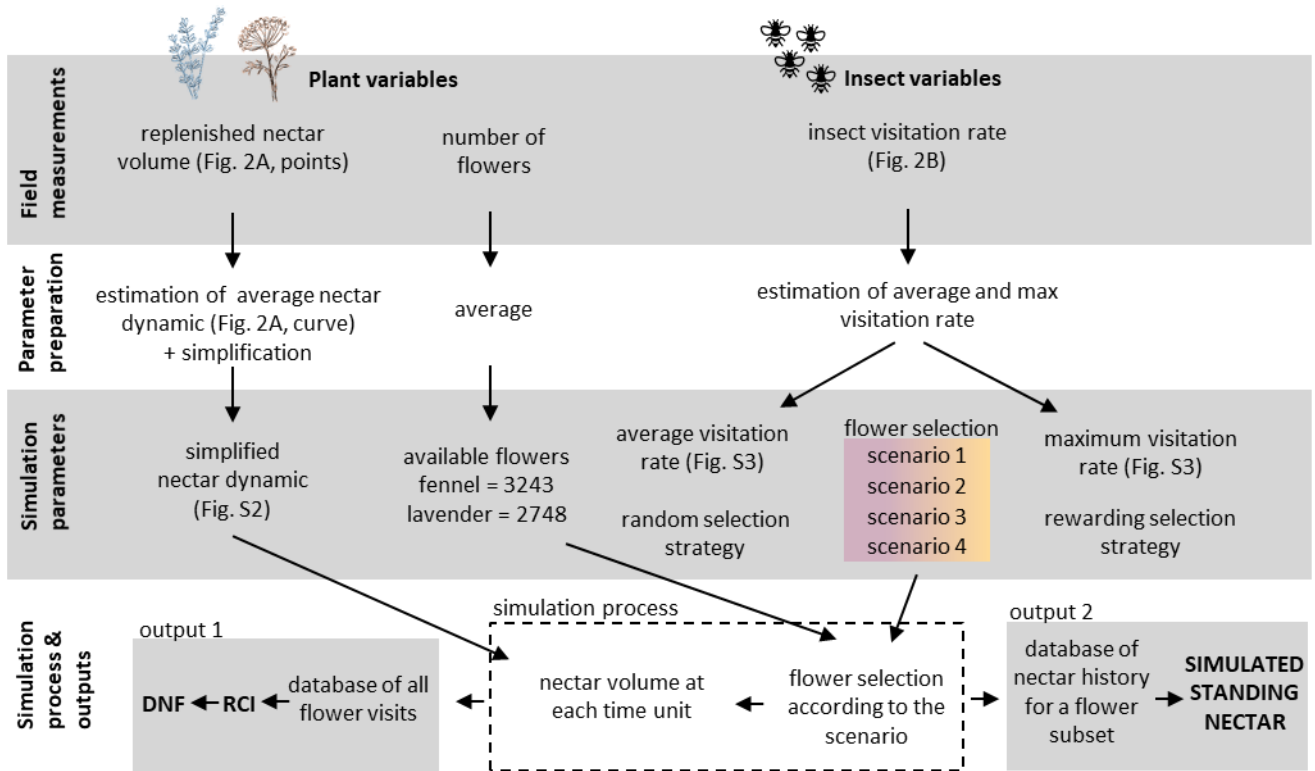 Plant variables
Insect variables
Field
measurements
replenished nectar
volume (Fig. 2A, points)
number of
flowers
insect visitation rate
(Fig. 2B)
Parameter
preparation
estimation of average nectar
dynamic (Fig. 2A, curve)
+ simplification
average
estimation of average and max
visitation rate
Simulation
parameters
simplified
nectar dynamic
(Fig. S2)
available flowers
fennel = 3243
lavender = 2748
average visitation
rate (Fig. S3)
random selection
strategy
flower selection
scenario 1
scenario 2
scenario 3
scenario 4
maximum visitation
rate (Fig. S3)
rewarding selection
strategy
Simulation
process &
outputs
output 1
DNF
RCI
database of all
flower visits
simulation process
nectar volume at
each time unit
flower selection
according to the
scenario
output 2
database of
nectar history
for a flower
subset
SIMULATED
STANDING
NECTAR